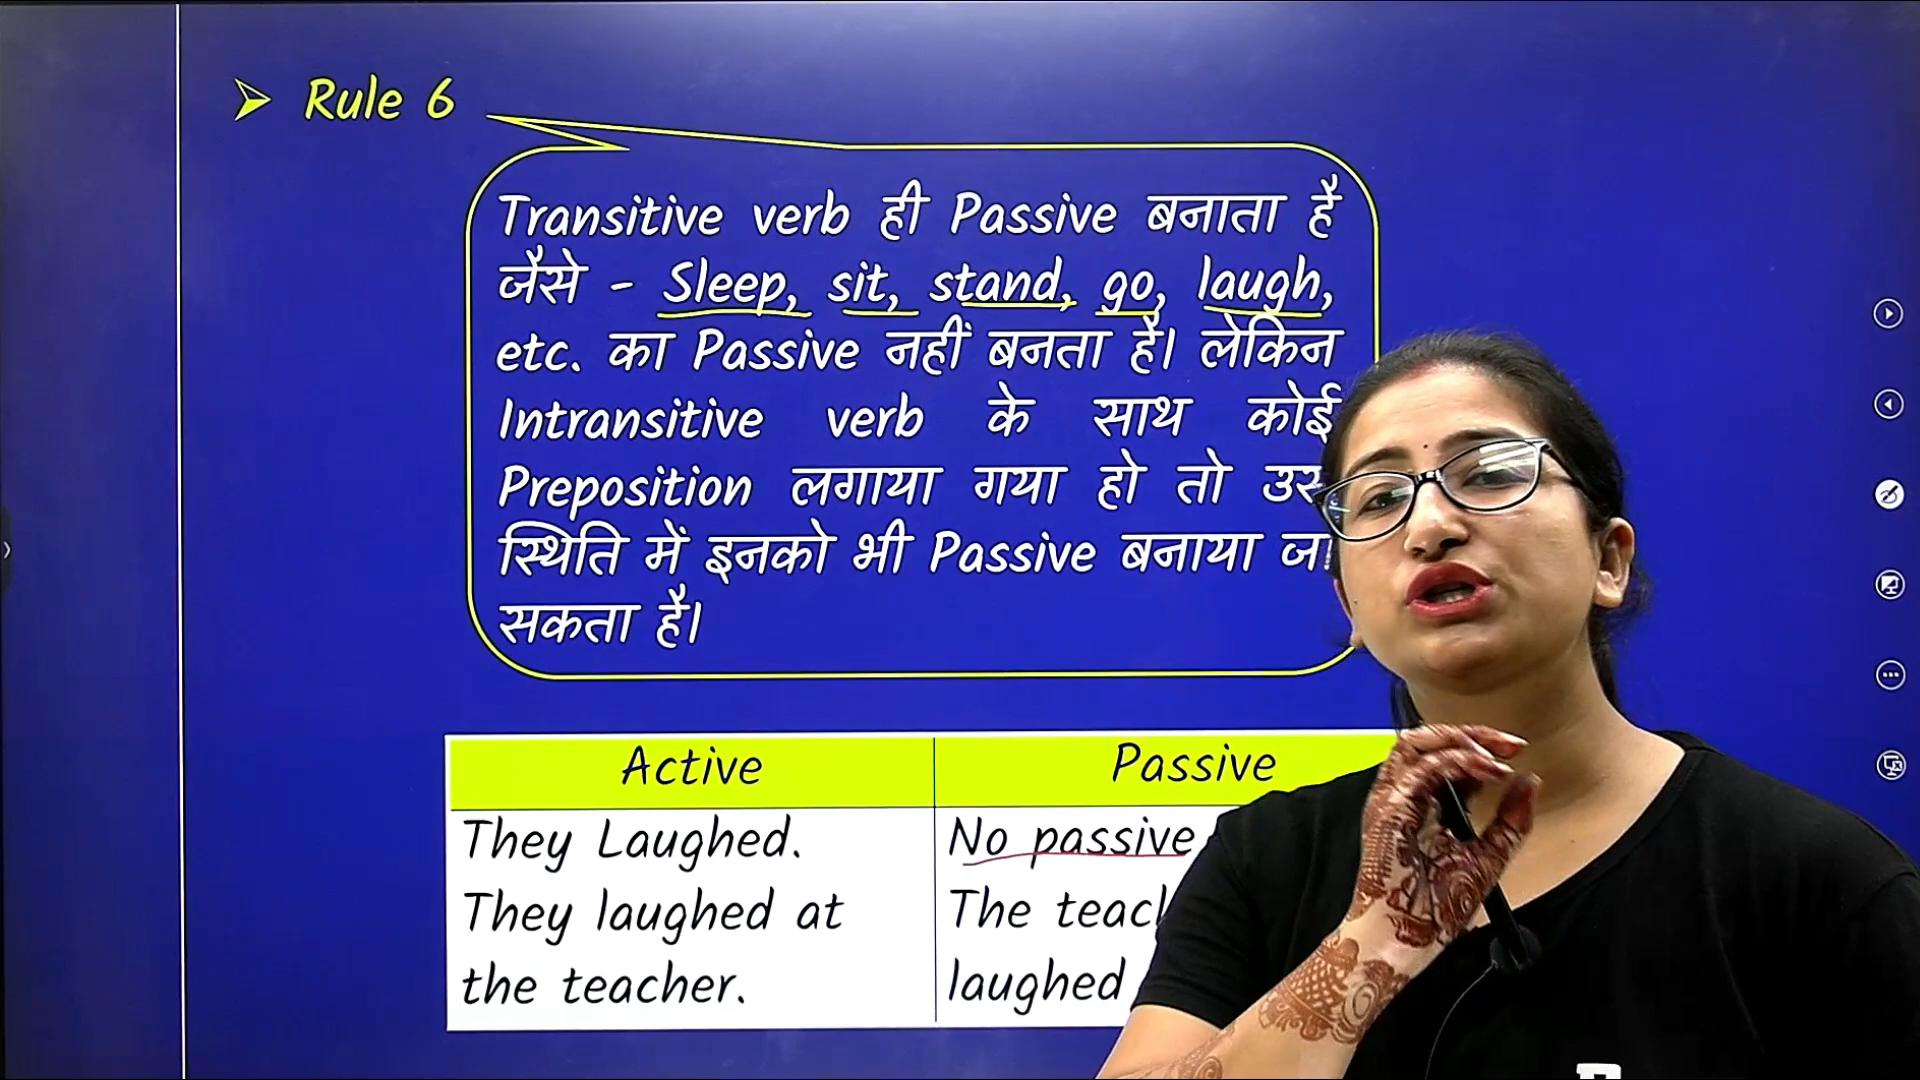 Rule 6
Transitive verb ही Passive बनाता है
जैसे - Sleep, sit, stand, go, laugh,
etc. का Passive नहीं बनता है। लेकिन
Intransitive verb के साथ कोई
Preposition लगाया गया हो तो
स्थिति में इनको भी Passive बनाया जा
सकता है।
Active Passive
They Laughed. No passive
They laughed at The
the teacher. laughed